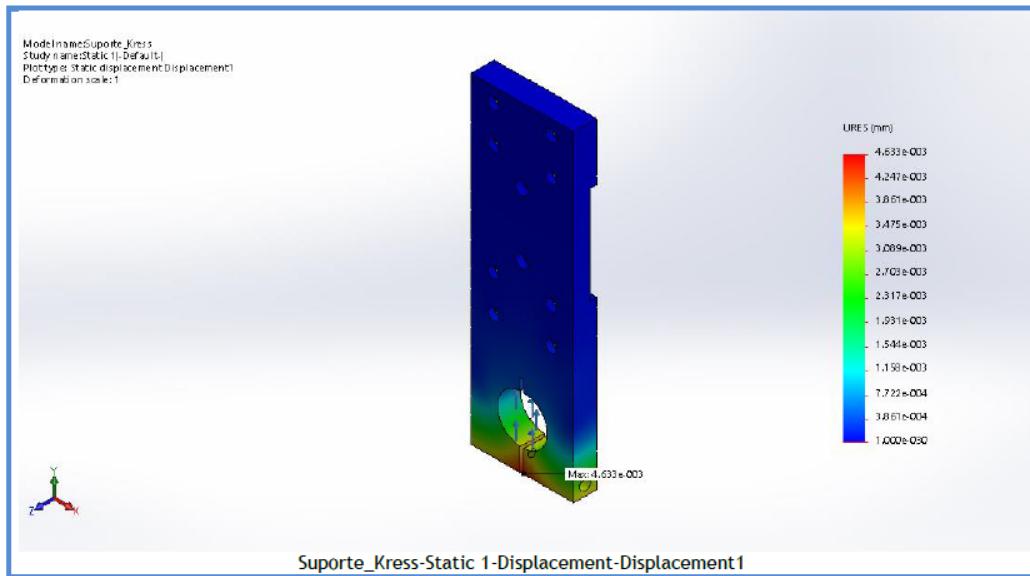 Model name:Suporte_Kress
Study name:Static 1(-Default-)
Plot type: Static displacement Displacement1
Deformation scale: 1
URES (mm)
4.633e-003
4.247e-003
3.861e-003
3.475e-003
3.089e-003
2.703e-003
2.317e-003
1.931e-003
1.544e-003
1.158e-003
7.722e-004
3.861e-004
1.000e-030
Max: 4.633e-003
Y
Z
X
Suporte_Kress-Static 1-Displacement-Displacement1